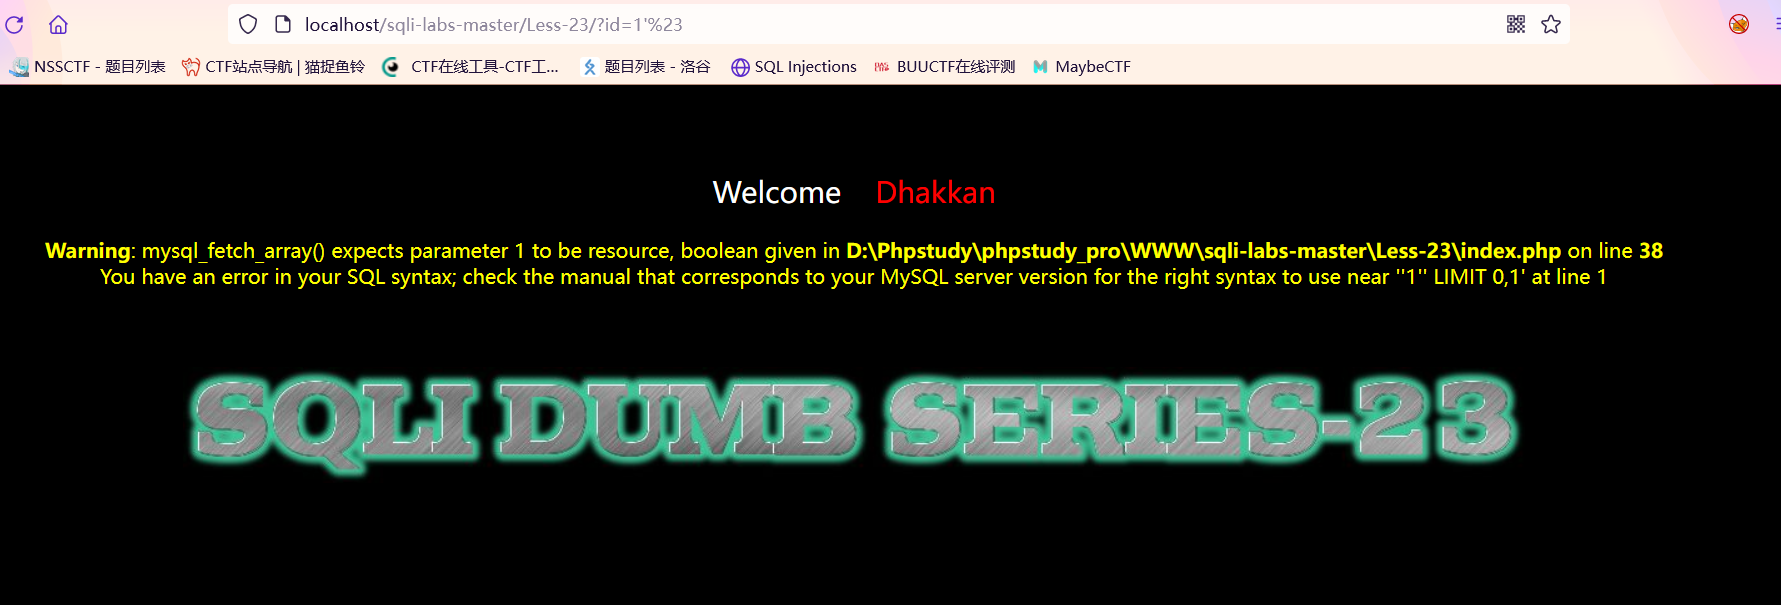 localhost/sqli-labs-master/Less-23/?id=1'%23
NSSCTF - 题目列表 CTF站点导航 | 猫捉鱼铃 CTF在线工具-CTF工... 题目列表 - 洛谷 SQL Injections BUUCTF在线评测 MaybeCTF
Welcome Dhakkan
Warning: mysql_fetch_array() expects parameter 1 to be resource, boolean given in D:\Phpstudy\phpstudy_pro\WWW\sqli-labs-master\Less-23\index.php on line 38
You have an error in your SQL syntax; check the manual that corresponds to your MySQL server version for the right syntax to use near ''1'' LIMIT 0,1' at line 1
SQLI DUMB SERIES-23